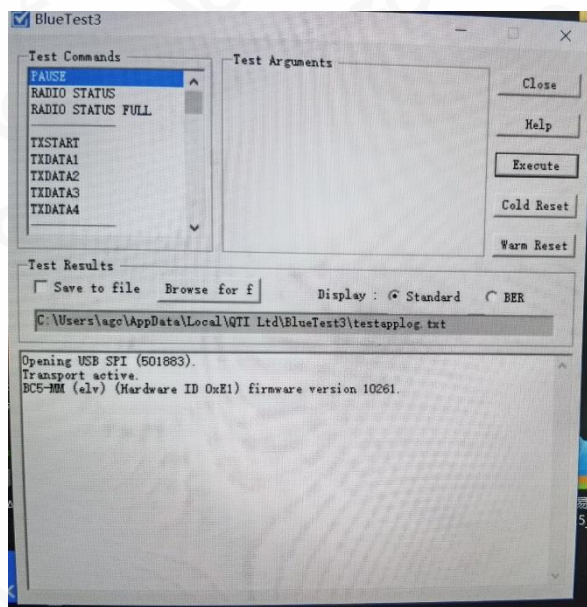 BlueTest3
Test Commands
PAUSE
RADIO STATUS
RADIO STATUS FULL
TXSTART
TXDATA1
TXDATA2
TXDATA3
TXDATA4
Test Arguments
Close
Help
Execute
Cold Reset
Warm Reset
Test Results
Save to file
Browse for f
Display : Standard BER
C:\Users\agc\AppData\Local\QTI Ltd\BlueTest3\testapplog.txt
Opening USB SPI (501883).
Transport active.
BC5-MM (elv) (Hardware ID 0xE1) firmware version 10261.